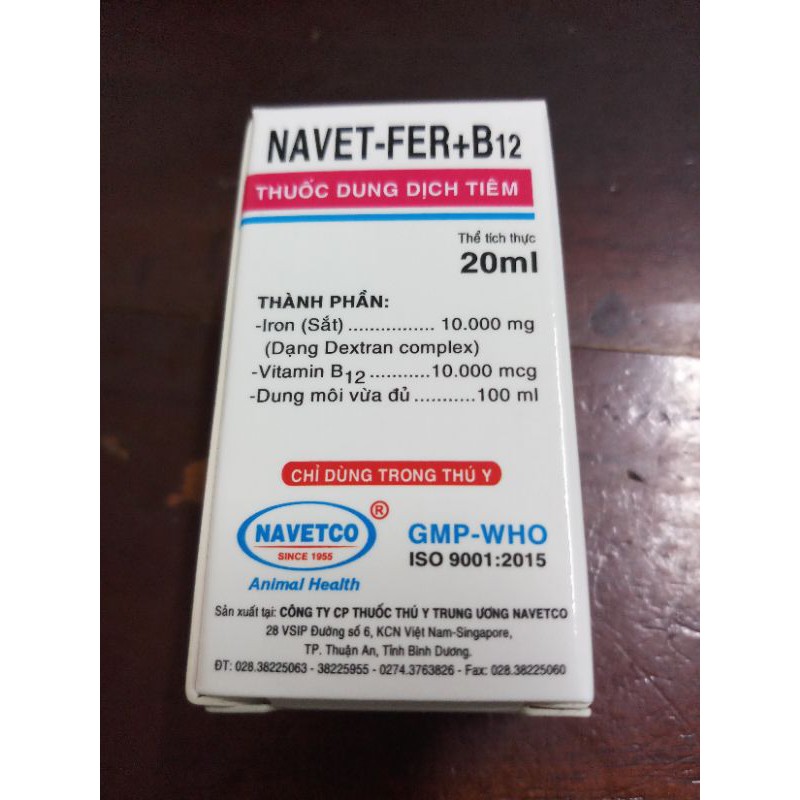 NAVET-FER+B12
THUỐC DUNG DỊCH TIÊM
Thể tích thực
20ml
THÀNH PHẦN:
-Iron (Sắt) ................ 10.000 mg
(Dạng Dextran complex)
-Vitamin B12 ...........10.000 mcg
-Dung môi vừa đủ ...........100 ml
CHỈ DÙNG TRONG THÚ Y
NAVETCO ®
SINCE 1955
Animal Health
GMP-WHO
ISO 9001:2015
Sản xuất tại: CÔNG TY CP THUỐC THÚ Y TRUNG ƯƠNG NAVETCO
28 VSIP Đường số 6, KCN Việt Nam-Singapore,
TP. Thuận An, Tỉnh Bình Dương.
ĐT: 028.38225063 - 38225955 - 0274.3763826 - Fax: 028.38225060